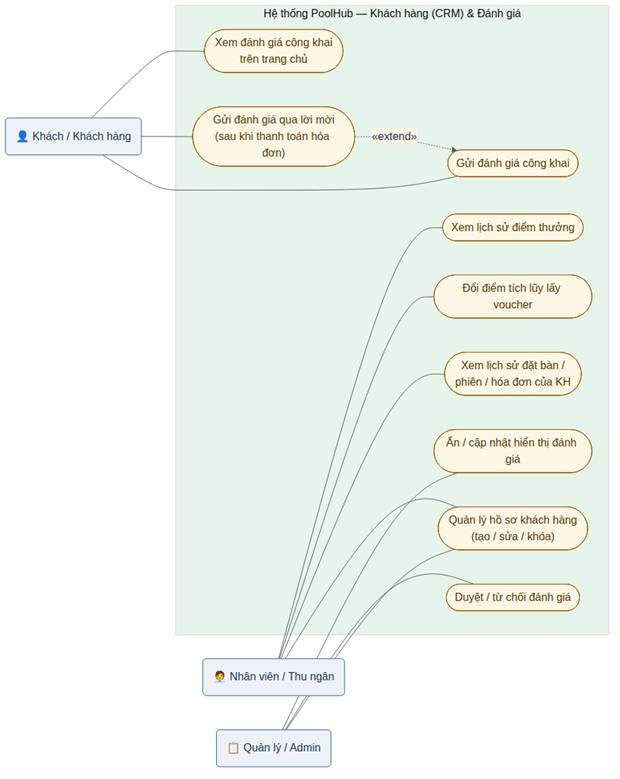 Hệ thống PoolHub — Khách hàng (CRM) & Đánh giá
Xem đánh giá công khai
trên trang chủ
👤 Khách / Khách hàng
Gửi đánh giá qua lời mời
(sau khi thanh toán hóa
đơn)
«extend»
Gửi đánh giá công khai
Xem lịch sử điểm thưởng
Đổi điểm tích lũy lấy
voucher
Xem lịch sử đặt bàn /
phiên / hóa đơn của KH
Ẩn / cập nhật hiển thị đánh
giá
Quản lý hồ sơ khách hàng
(tạo / sửa / khóa)
Duyệt / từ chối đánh giá
🧑‍💼 Nhân viên / Thu ngân
📋 Quản lý / Admin